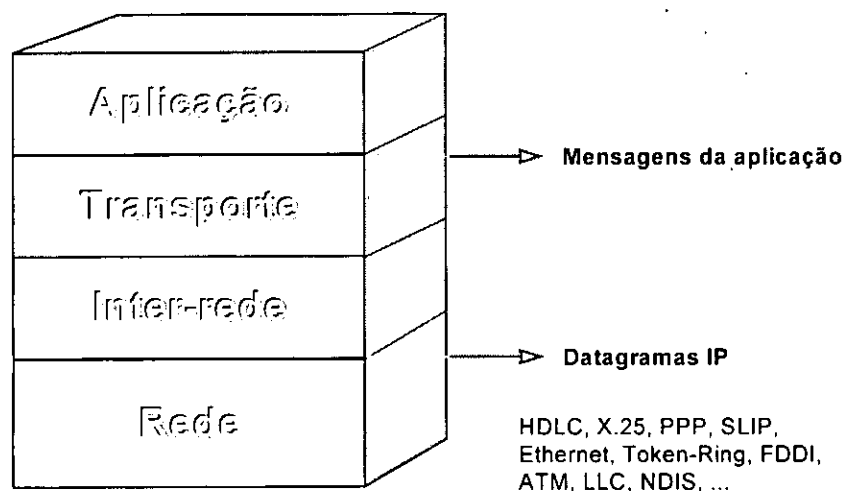 Aplicação
Mensagens da aplicação
Transporte
Inter-rede
Datagramas IP
Rede
HDLC, X.25, PPP, SLIP,
Ethernet, Token-Ring, FDDI,
ATM, LLC, NDIS, ...